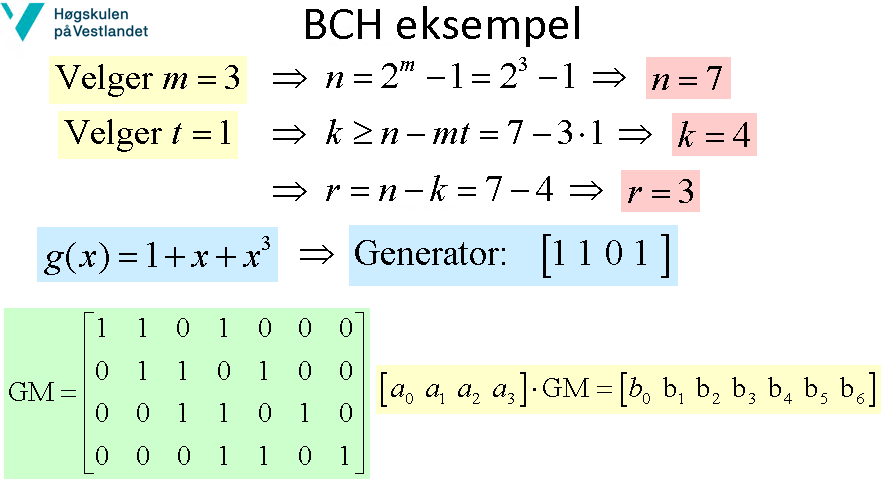 Høgskulen
på Vestlandet
BCH eksempel
Velger m = 3 ⇒ n = 2^m − 1 = 2^3 − 1 ⇒ n = 7
Velger t = 1 ⇒ k ≥ n − mt = 7 − 3·1 ⇒ k = 4
⇒ r = n − k = 7 − 4 ⇒ r = 3
g(x) = 1 + x + x^3 ⇒ Generator: [1 1 0 1 ]
GM = [1 1 0 1 0 0 0
0 1 1 0 1 0 0
0 0 1 1 0 1 0
0 0 0 1 1 0 1]
[a₀ a₁ a₂ a₃]·GM = [b₀ b₁ b₂ b₃ b₄ b₅ b₆]